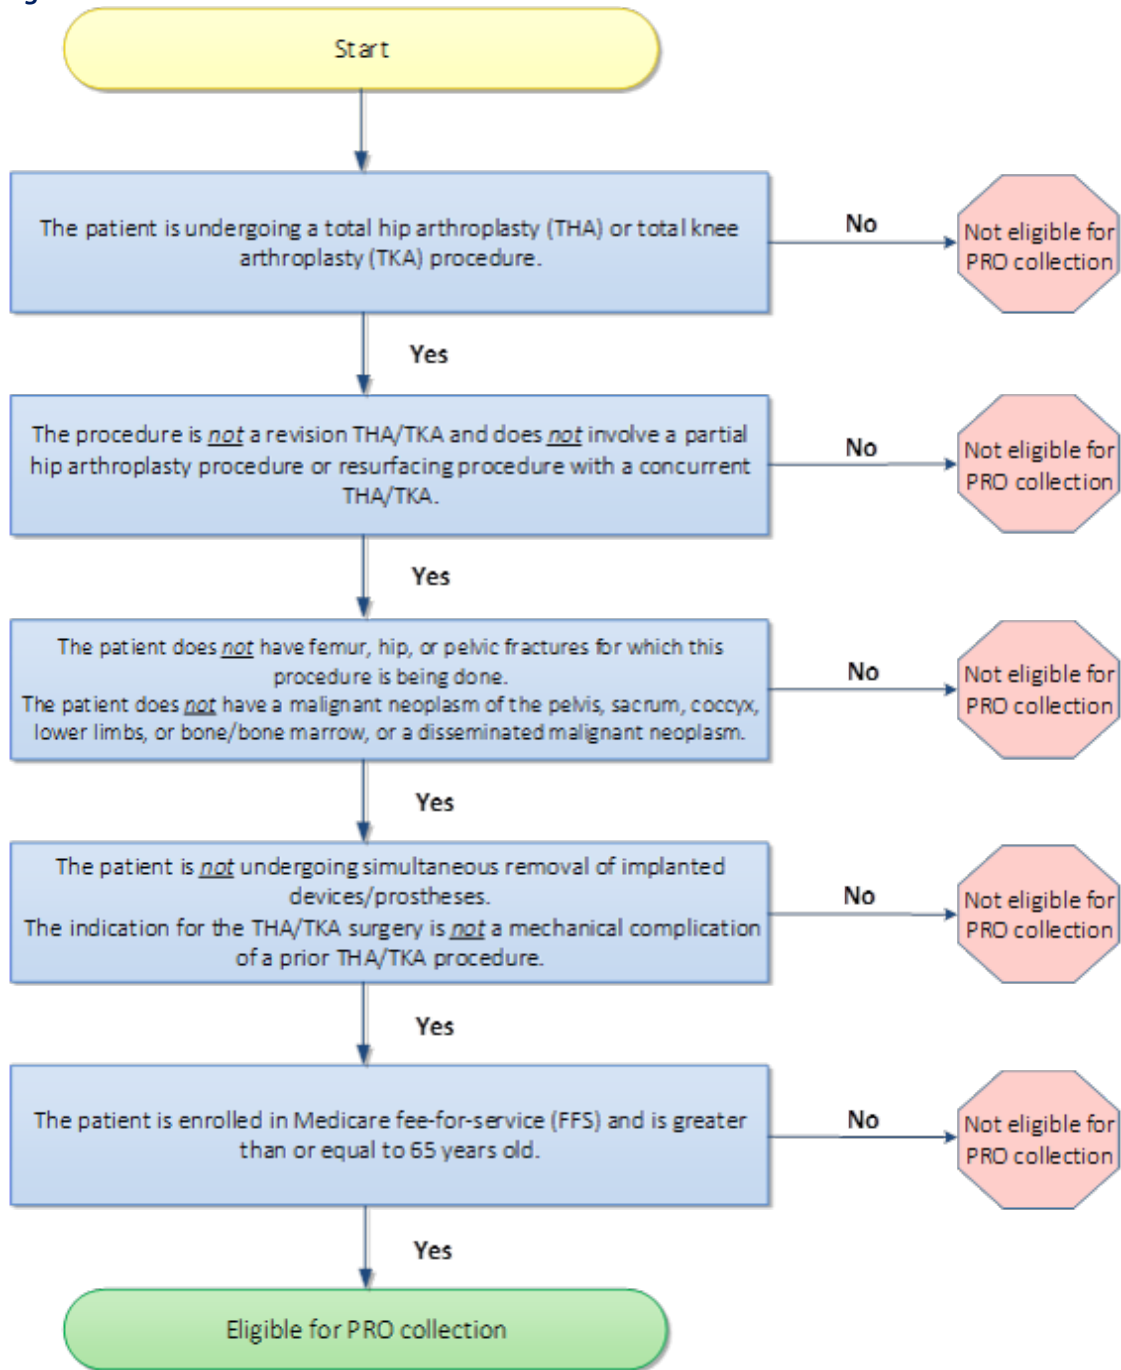 Start
The patient is undergoing a total hip arthroplasty (THA) or total knee
arthroplasty (TKA) procedure.
No
Not eligible for
PRO collection
Yes
The procedure is not a revision THA/TKA and does not involve a partial
hip arthroplasty procedure or resurfacing procedure with a concurrent
THA/TKA.
No
Not eligible for
PRO collection
Yes
The patient does not have femur, hip, or pelvic fractures for which this
procedure is being done.
The patient does not have a malignant neoplasm of the pelvis, sacrum, coccyx,
lower limbs, or bone/bone marrow, or a disseminated malignant neoplasm.
No
Not eligible for
PRO collection
Yes
The patient is not undergoing simultaneous removal of implanted
devices/prostheses.
The indication for the THA/TKA surgery is not a mechanical complication
of a prior THA/TKA procedure.
No
Not eligible for
PRO collection
Yes
The patient is enrolled in Medicare fee-for-service (FFS) and is greater
than or equal to 65 years old.
No
Not eligible for
PRO collection
Yes
Eligible for PRO collection